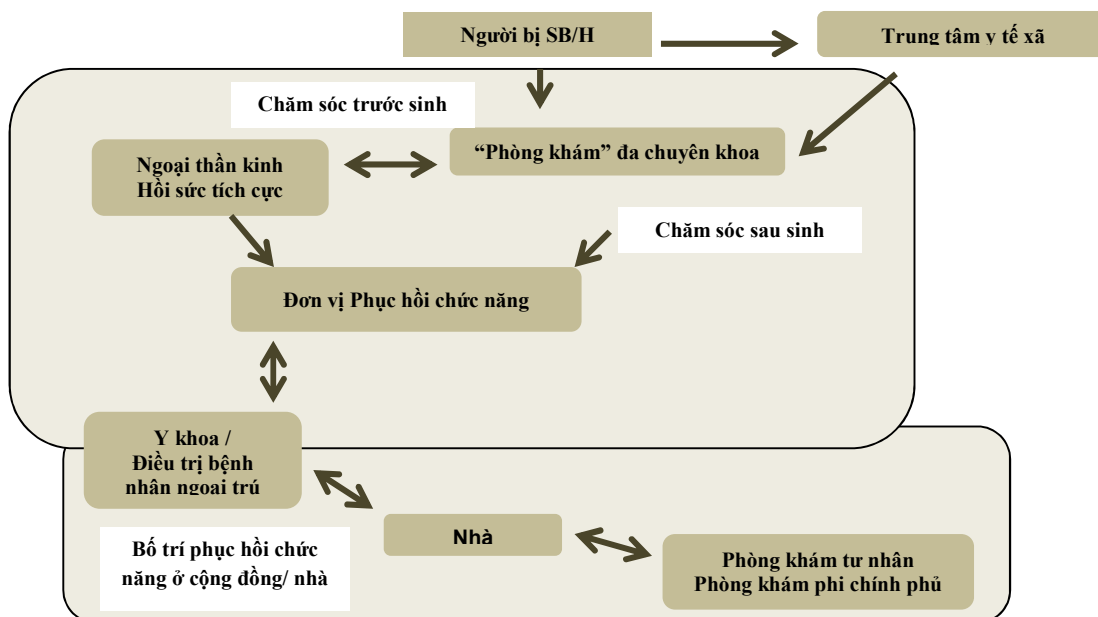 Người bị SB/H
Trung tâm y tế xã
Chăm sóc trước sinh
“Phòng khám” đa chuyên khoa
Ngoại thần kinh
Hồi sức tích cực
Chăm sóc sau sinh
Đơn vị Phục hồi chức năng
Y khoa /
Điều trị bệnh
nhân ngoại trú
Nhà
Bố trí phục hồi chức
năng ở cộng đồng/ nhà
Phòng khám tư nhân
Phòng khám phi chính phủ